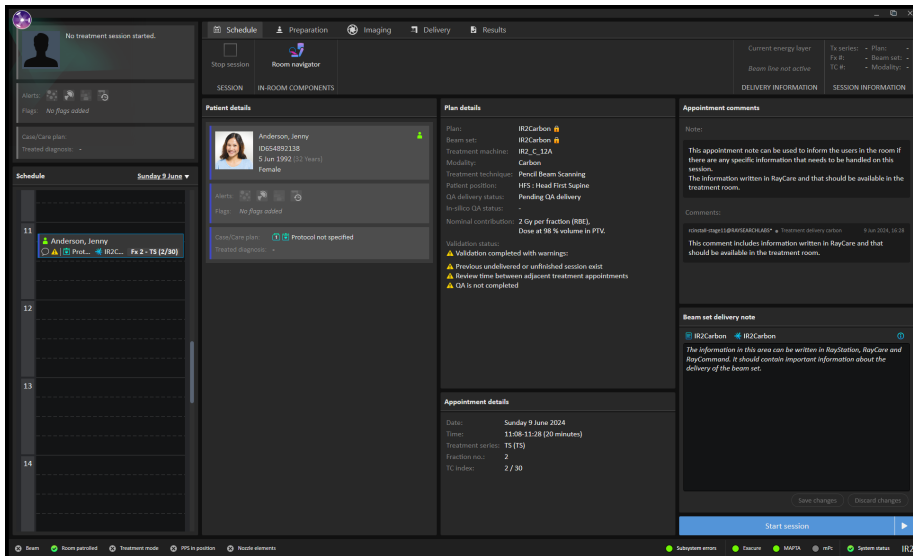 No treatment session started.
Alerts:
Flags: No flags added
Case/Care plan:
Treated diagnosis: -
Schedule
Sunday 9 June
11
Anderson, Jenny
Prot... IR2C... Fx 2 - T5 (2/30)
12
13
14
Schedule Preparation Imaging Delivery Results
Stop session
Room navigator
SESSION
IN-ROOM COMPONENTS
Current energy layer
Beam line not active
DELIVERY INFORMATION
Tx series: - Plan: -
Fx #: - Beam set: -
TC #: - Modality: -
SESSION INFORMATION
Patient details
Anderson, Jenny
ID654892138
5 Jun 1992 (32 Years)
Female
Alerts:
Flags: No flags added
Case/Care plan: 1 Protocol not specified
Treated diagnosis: -
Plan details
Plan: IR2Carbon
Beam set: IR2Carbon
Treatment machine: IR2_C_12A
Modality: Carbon
Treatment technique: Pencil Beam Scanning
Patient position: HFS : Head First Supine
QA delivery status: Pending QA delivery
In-silico QA status: -
Nominal contribution: 2 Gy per fraction (RBE),
Dose at 98 % volume in PTV.
Validation status:
Validation completed with warnings:
Previous undelivered or unfinished session exist
Review time between adjacent treatment appointments
QA is not completed
Appointment details
Date: Sunday 9 June 2024
Time: 11:08-11:28 (20 minutes)
Treatment series: T5 (T5)
Fraction no.: 2
TC index: 2 / 30
Appointment comments
Note:
This appointment note can be used to inform the users in the room if
there are any specific information that needs to be handled on this
session.
The information written in RayCare and that should be available in the
treatment room.
Comments:
Treatment delivery carbon 9 Jun 2024, 16:28
This comment includes information written in RayCare and that
should be available in the treatment room.
Beam set delivery note
IR2Carbon IR2Carbon
The information in this area can be written in RayStation, RayCare and
RayCommand. It should contain important information about the
delivery of the beam set.
Save changes Discard changes
Start session
Beam Room patrolled Treatment mode PPS in position Nozzle elements
Subsystem errors Exacure MAPTA mPc System status IR2